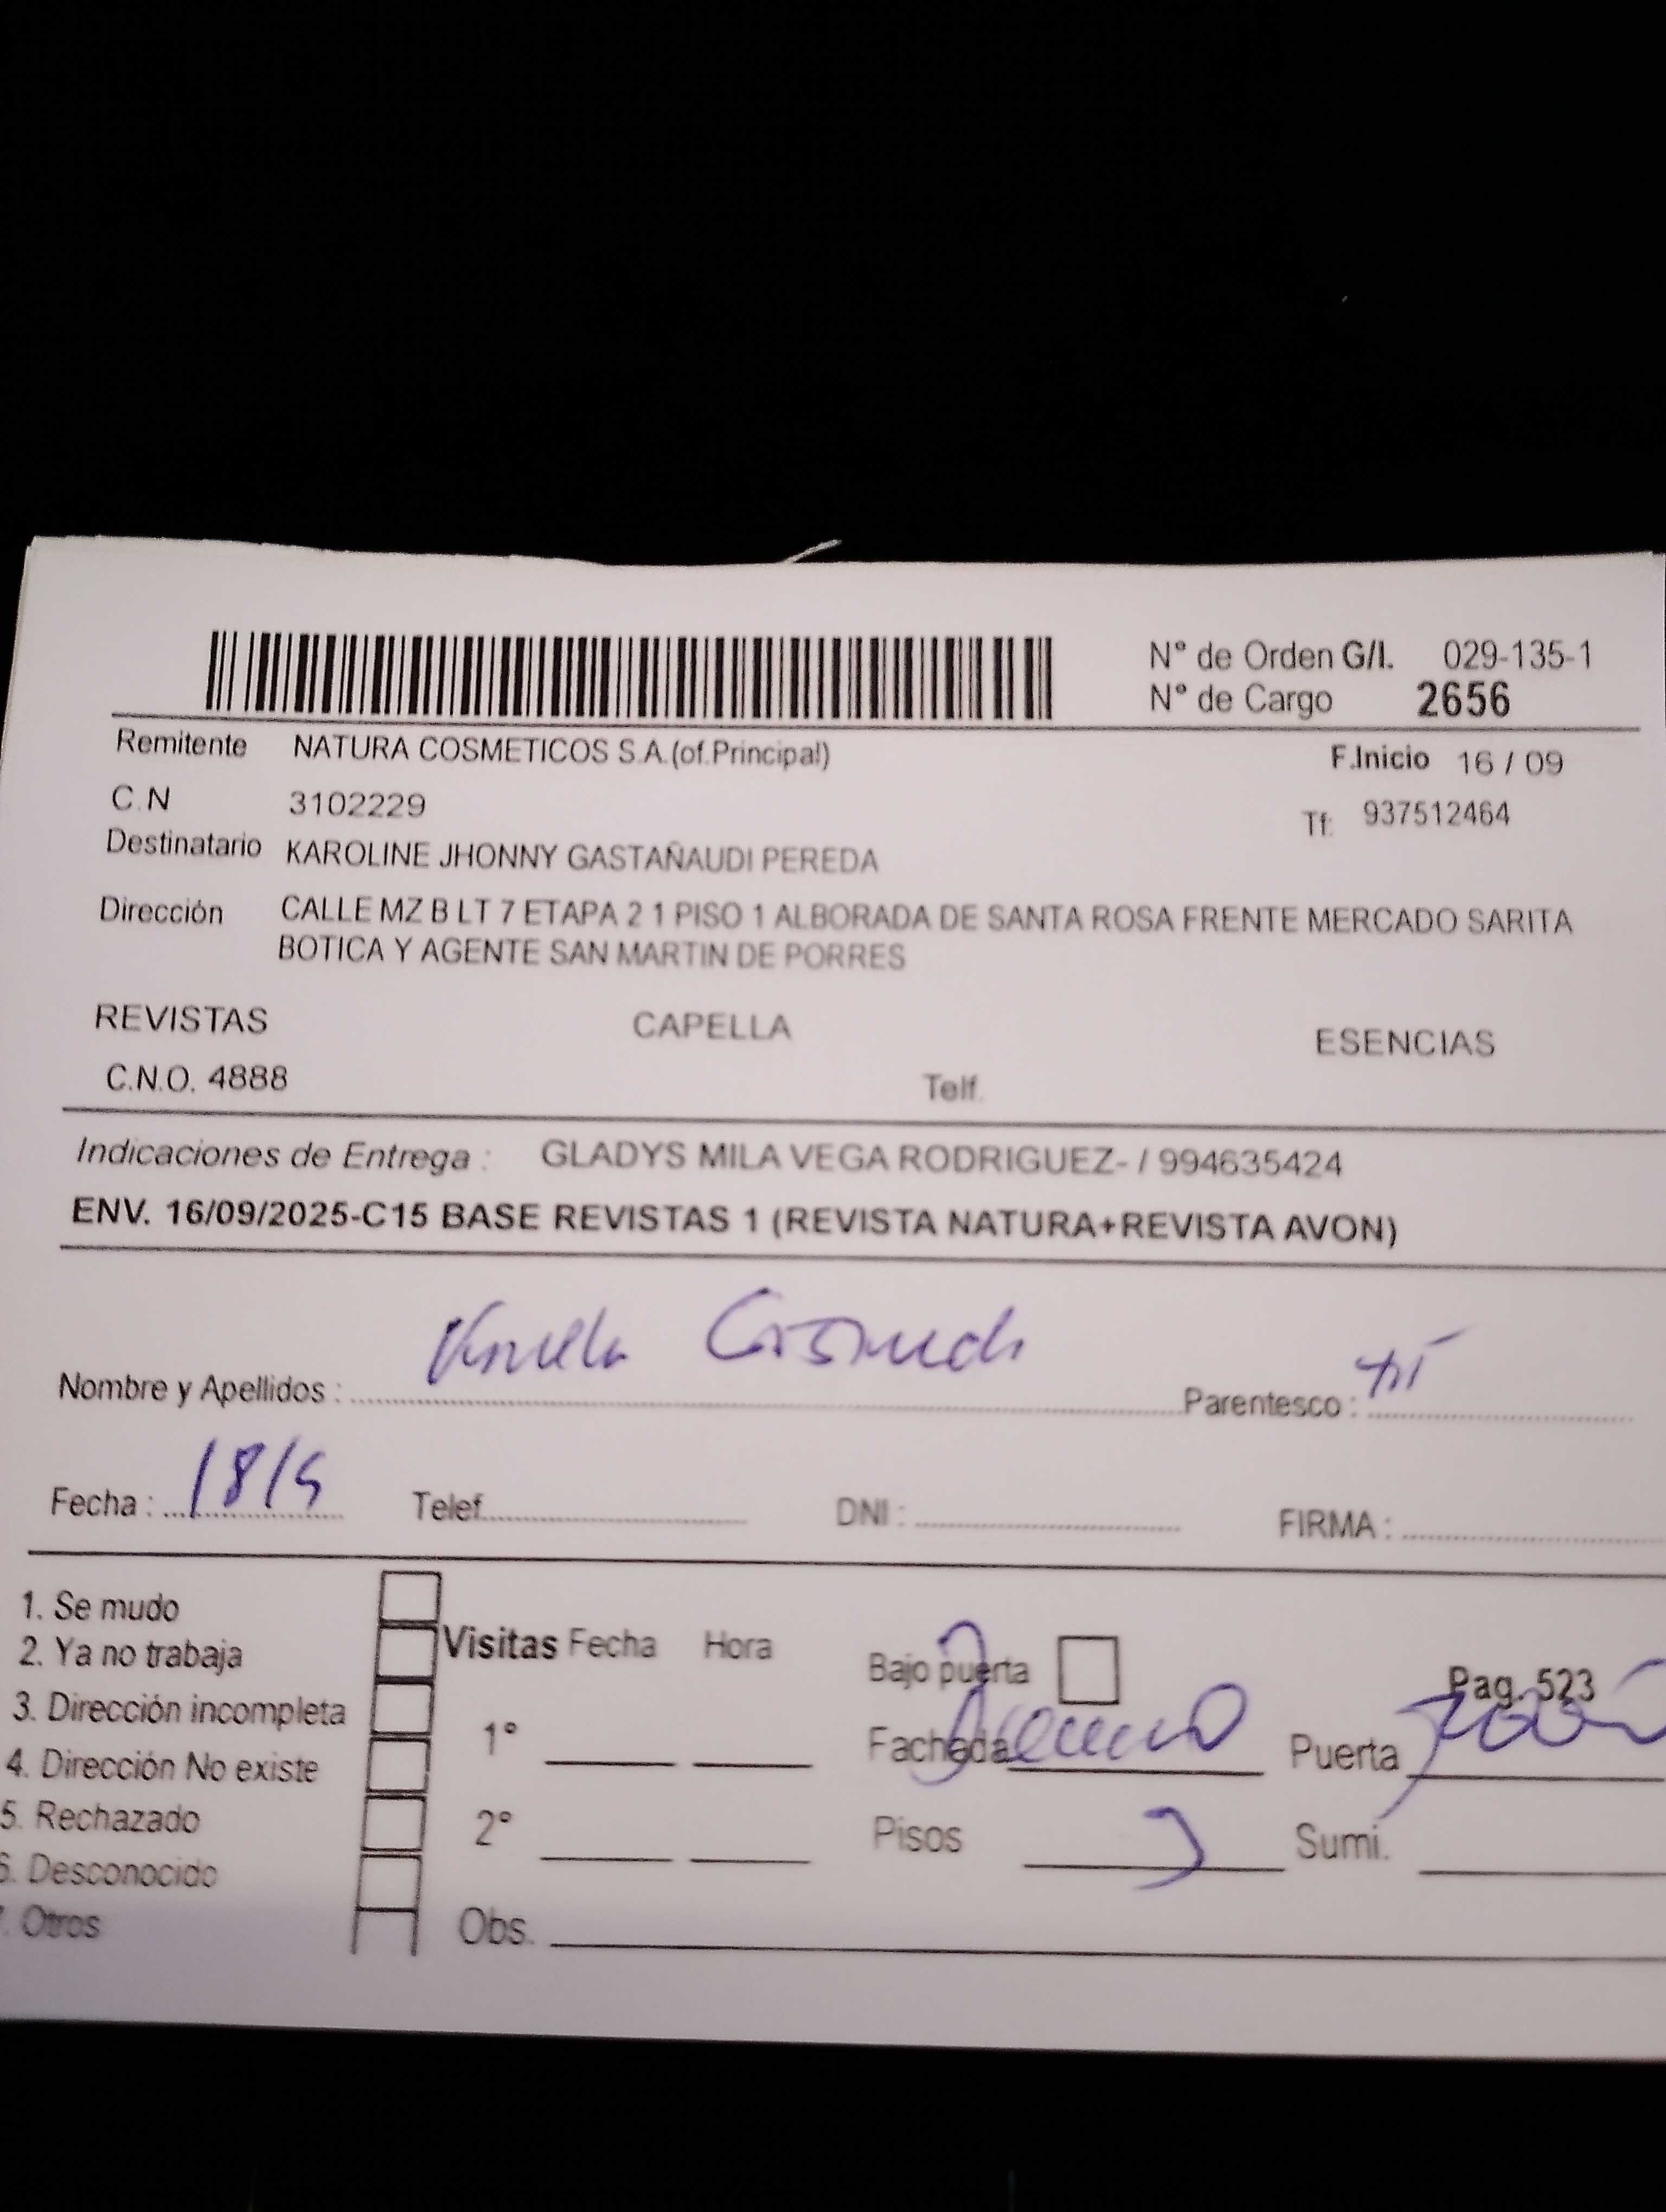 N° de Orden G/I. 029-135-1
N° de Cargo 2656
Remitente NATURA COSMETICOS S.A.(of.Principal) F.Inicio 16 / 09
C.N 3102229 Tf: 937512464
Destinatario KAROLINE JHONNY GASTAÑAUDI PEREDA
Dirección CALLE MZ B LT 7 ETAPA 2 1 PISO 1 ALBORADA DE SANTA ROSA FRENTE MERCADO SARITA
BOTICA Y AGENTE SAN MARTIN DE PORRES
REVISTAS CAPELLA ESENCIAS
C.N.O. 4888 Telf.
Indicaciones de Entrega : GLADYS MILA VEGA RODRIGUEZ- / 994635424
ENV. 16/09/2025-C15 BASE REVISTAS 1 (REVISTA NATURA+REVISTA AVON)
Nombre y Apellidos : Parentesco :
Fecha : 18/9 Telef. DNI : FIRMA :
1. Se mudo
2. Ya no trabaja
3. Dirección incompleta
4. Dirección No existe
5. Rechazado
6. Desconocido
7. Otros
Visitas Fecha Hora
1°
2°
Obs.
Bajo puerta Pag. 523
Fachada Puerta
Pisos 3 Sumi.